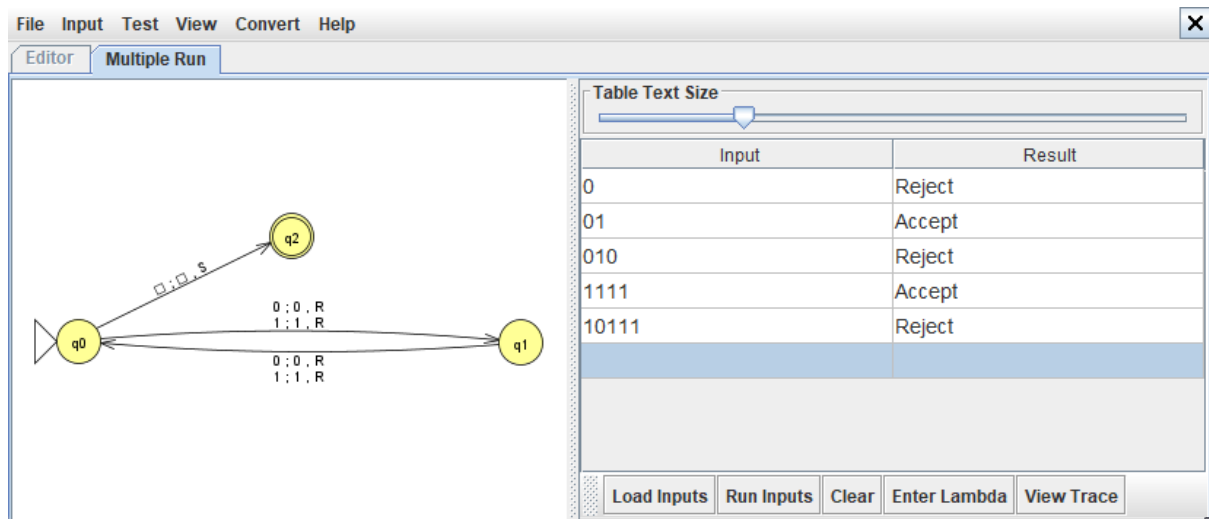 File Input Test View Convert Help
Editor Multiple Run
Table Text Size
Input Result
0 Reject
01 Accept
010 Reject
1111 Accept
10111 Reject
q2
□ ; □ , S
0 ; 0 , R
1 ; 1 , R
q0 q1
0 ; 0 , R
1 ; 1 , R
Load Inputs Run Inputs Clear Enter Lambda View Trace